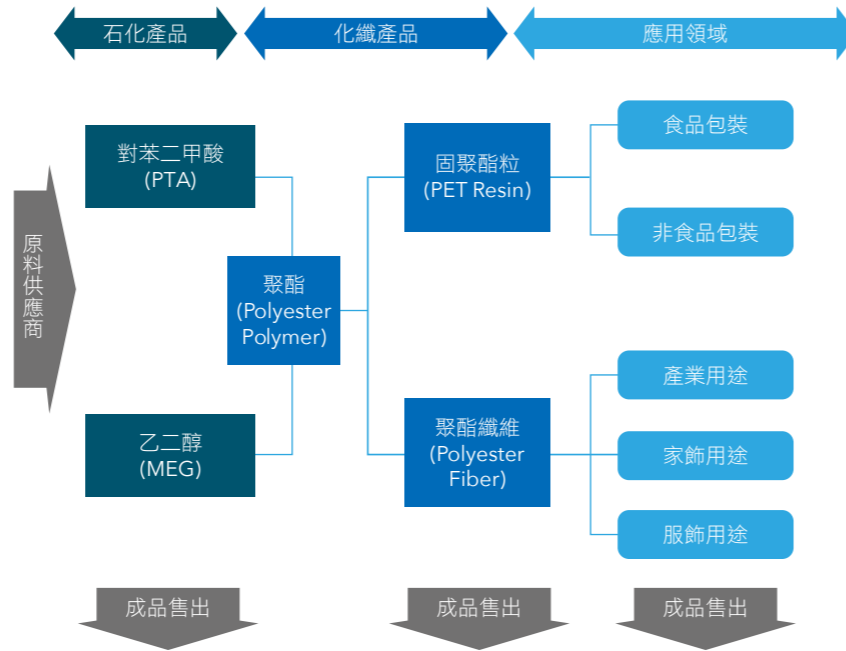 石化產品
化纖產品
應用領域
原料供應商
對苯二甲酸
(PTA)
乙二醇
(MEG)
聚酯
(Polyester
Polymer)
固聚酯粒
(PET Resin)
聚酯纖維
(Polyester
Fiber)
食品包裝
非食品包裝
產業用途
家飾用途
服飾用途
成品售出
成品售出
成品售出